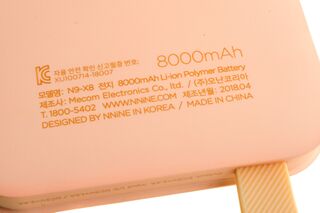 자율 안전 확인 신고필증 번호:
XU100714-18007
8000mAh
모델명: N9-X8 전지 8000mAh Li-ion Polymer Battery
제조사: Mecom Electronics Co., ltd. / (주)오난코리아
T. 1800-5402 WWW.NNINE.COM 제조년월: 2018.04
DESIGNED BY NNINE IN KOREA / MADE IN CHINA